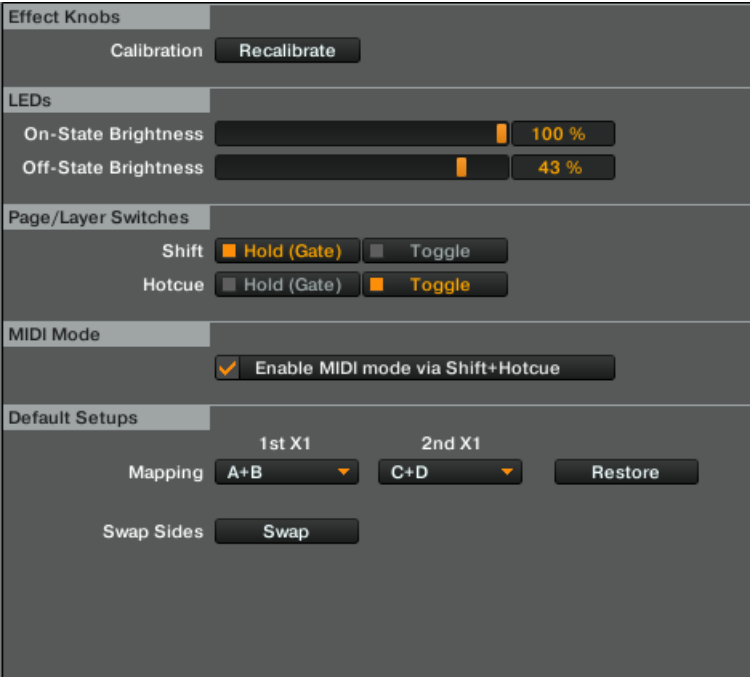 Effect Knobs
Calibration Recalibrate
LEDs
On-State Brightness 100 %
Off-State Brightness 43 %
Page/Layer Switches
Shift Hold (Gate) Toggle
Hotcue Hold (Gate) Toggle
MIDI Mode
Enable MIDI mode via Shift+Hotcue
Default Setups
1st X1 2nd X1
Mapping A+B C+D Restore
Swap Sides Swap